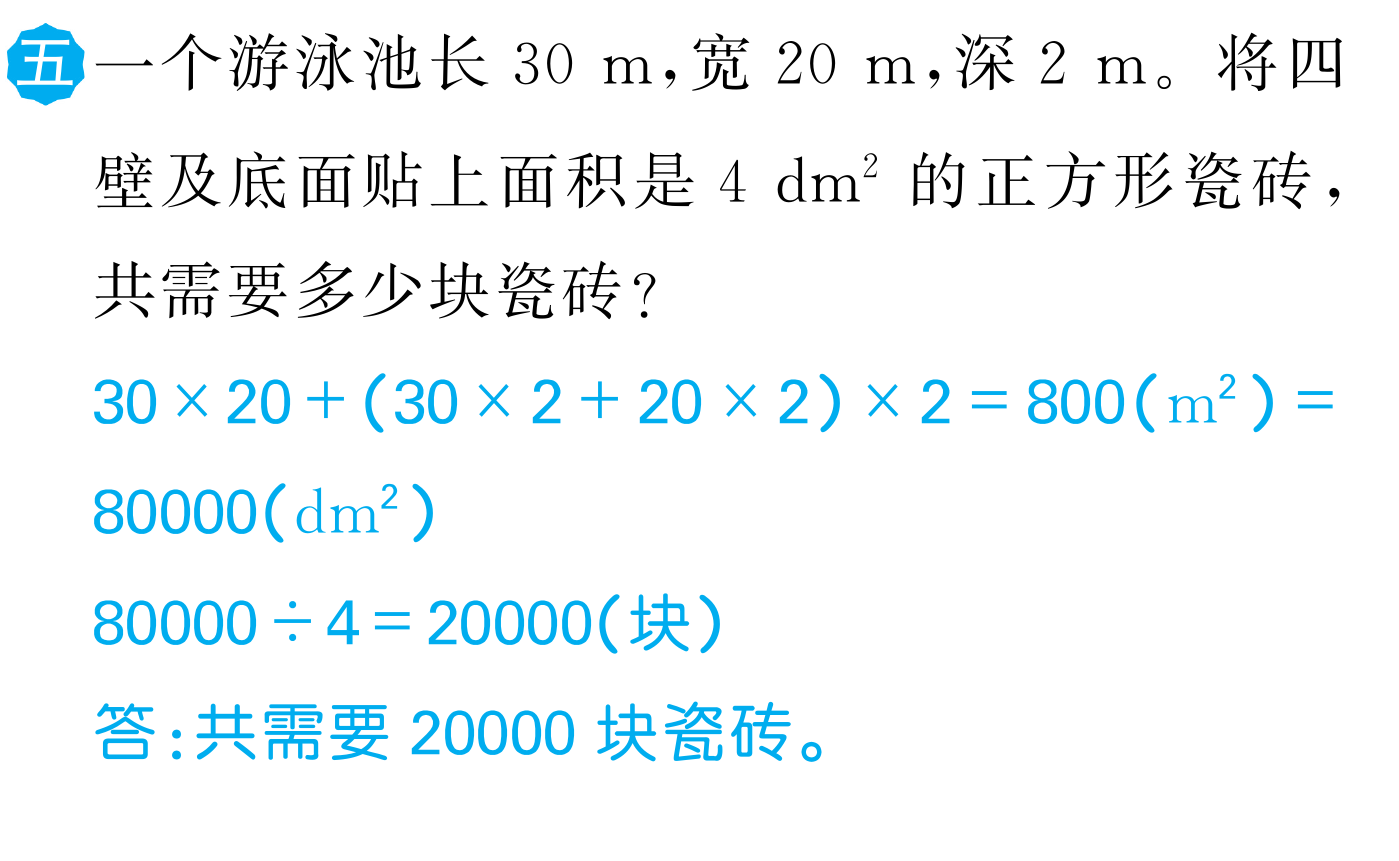 五 一个游泳池长 30 m,宽 20 m,深 2 m。将四
壁及底面贴上面积是 4 dm² 的正方形瓷砖,
共需要多少块瓷砖?
30×20+(30×2+20×2)×2=800(m²)=
80000(dm²)
80000÷4=20000(块)
答:共需要 20000 块瓷砖。